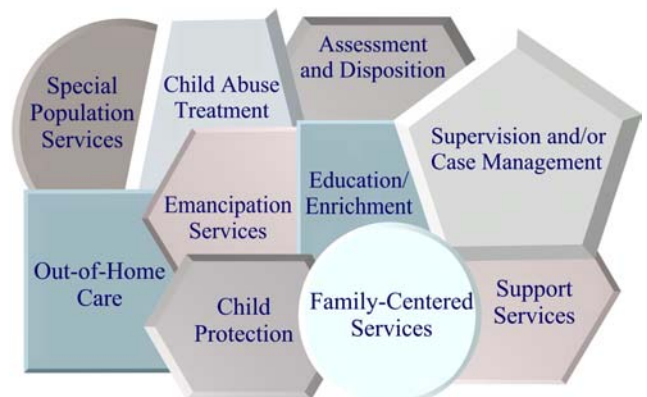 Special
Population
Services
Child Abuse
Treatment
Assessment
and Disposition
Supervision and/or
Case Management
Emancipation
Services
Education/
Enrichment
Out-of-Home
Care
Child
Protection
Family-Centered
Services
Support
Services